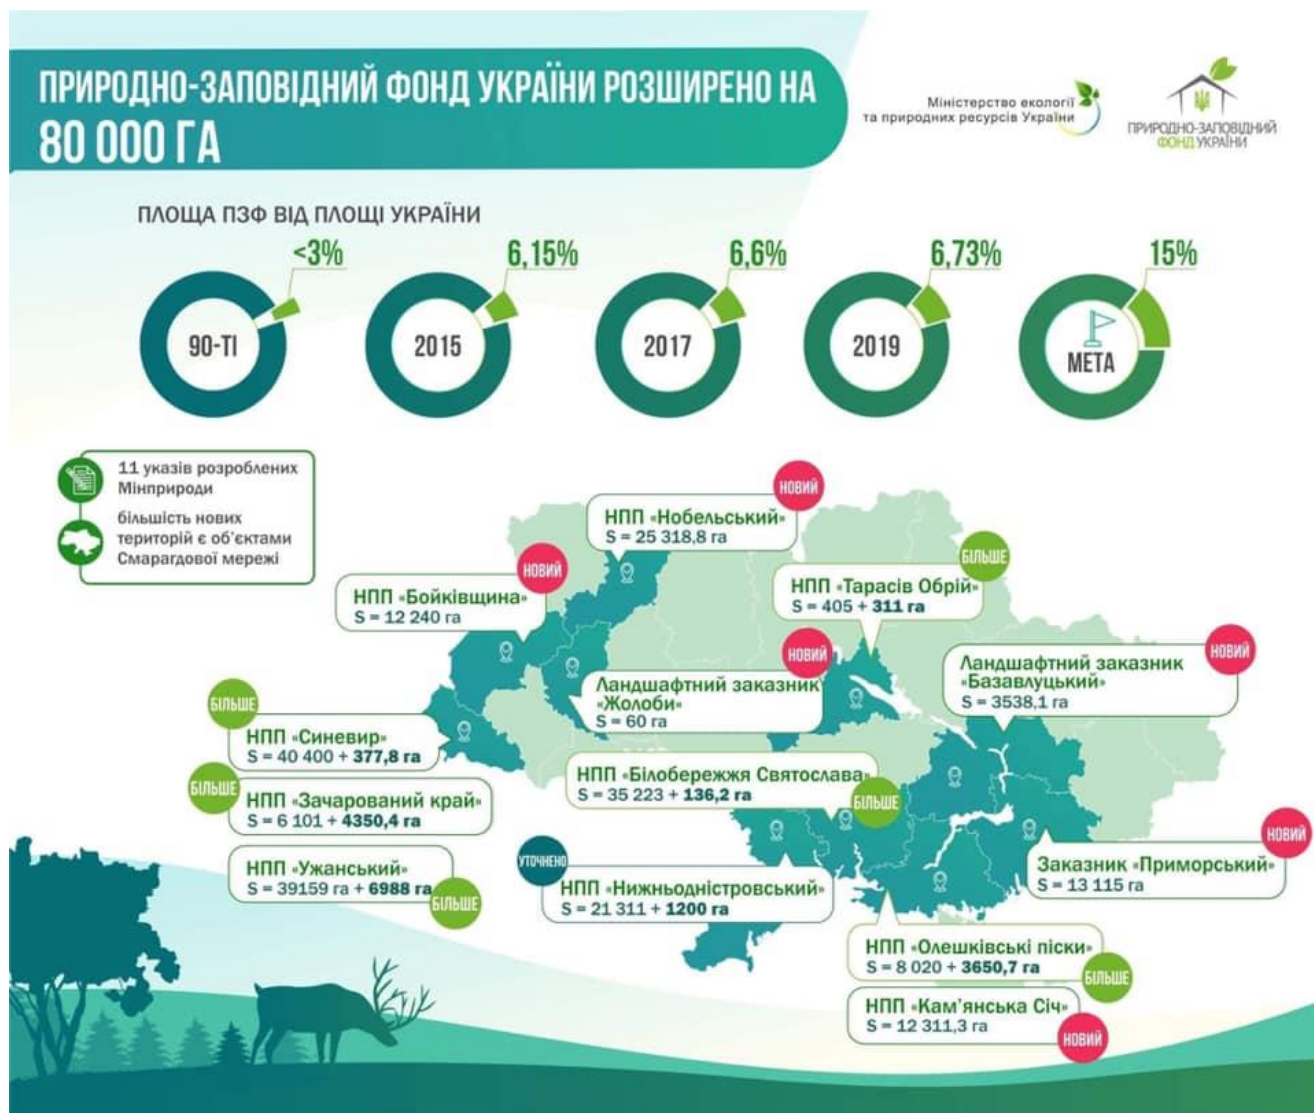 ПРИРОДНО-ЗАПОВІДНИЙ ФОНД УКРАЇНИ РОЗШИРЕНО НА
80 000 ГА
Міністерство екології
та природних ресурсів України
ПРИРОДНО-ЗАПОВІДНИЙ
ФОНД УКРАЇНИ
ПЛОЩА ПЗФ ВІД ПЛОЩІ УКРАЇНИ
<3%
90-ТІ
6,15%
2015
6,6%
2017
6,73%
2019
15%
МЕТА
11 указів розроблених
Мінприроди
більшість нових
територій є об’єктами
Смарагдової мережі
НОВИЙ
НПП «Нобельський»
S = 25 318,8 га
НОВИЙ
НПП «Бойківщина»
S = 12 240 га
БІЛЬШЕ
НПП «Тарасів Обрій»
S = 405 + 311 га
НОВИЙ
Ландшафтний заказник
«Жолоби»
S = 60 га
НОВИЙ
Ландшафтний заказник
«Базавлуцький»
S = 3538,1 га
БІЛЬШЕ
НПП «Синевир»
S = 40 400 + 377,8 га
БІЛЬШЕ
НПП «Зачарований край»
S = 6 101 + 4350,4 га
НПП «Ужанський»
S = 39159 га + 6988 га
БІЛЬШЕ
НПП «Білобережжя Святослава»
S = 35 223 + 136,2 га
БІЛЬШЕ
УТОЧНЕНО
НПП «Нижньодністровський»
S = 21 311 + 1200 га
НОВИЙ
Заказник «Приморський»
S = 13 115 га
НПП «Олешківські піски»
S = 8 020 + 3650,7 га
БІЛЬШЕ
НПП «Кам’янська Січ»
S = 12 311,3 га
НОВИЙ